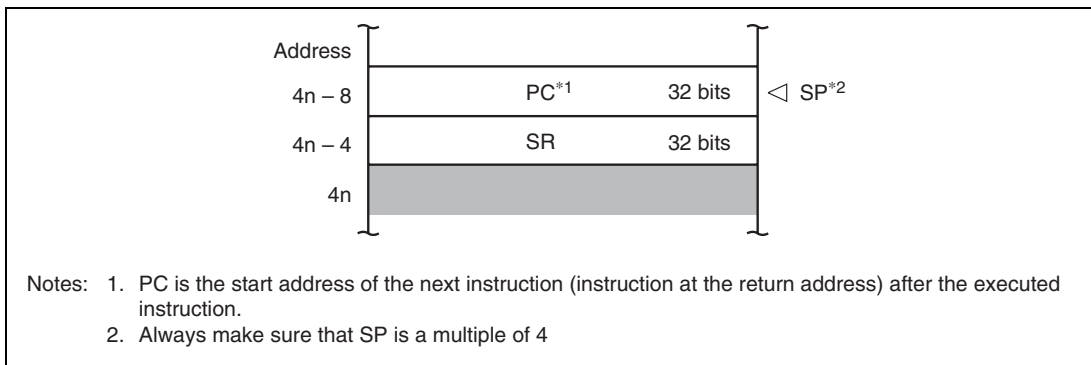 Address
4n – 8 PC*1 32 bits SP*2
4n – 4 SR 32 bits
4n
Notes: 1. PC is the start address of the next instruction (instruction at the return address) after the executed
instruction.
2. Always make sure that SP is a multiple of 4